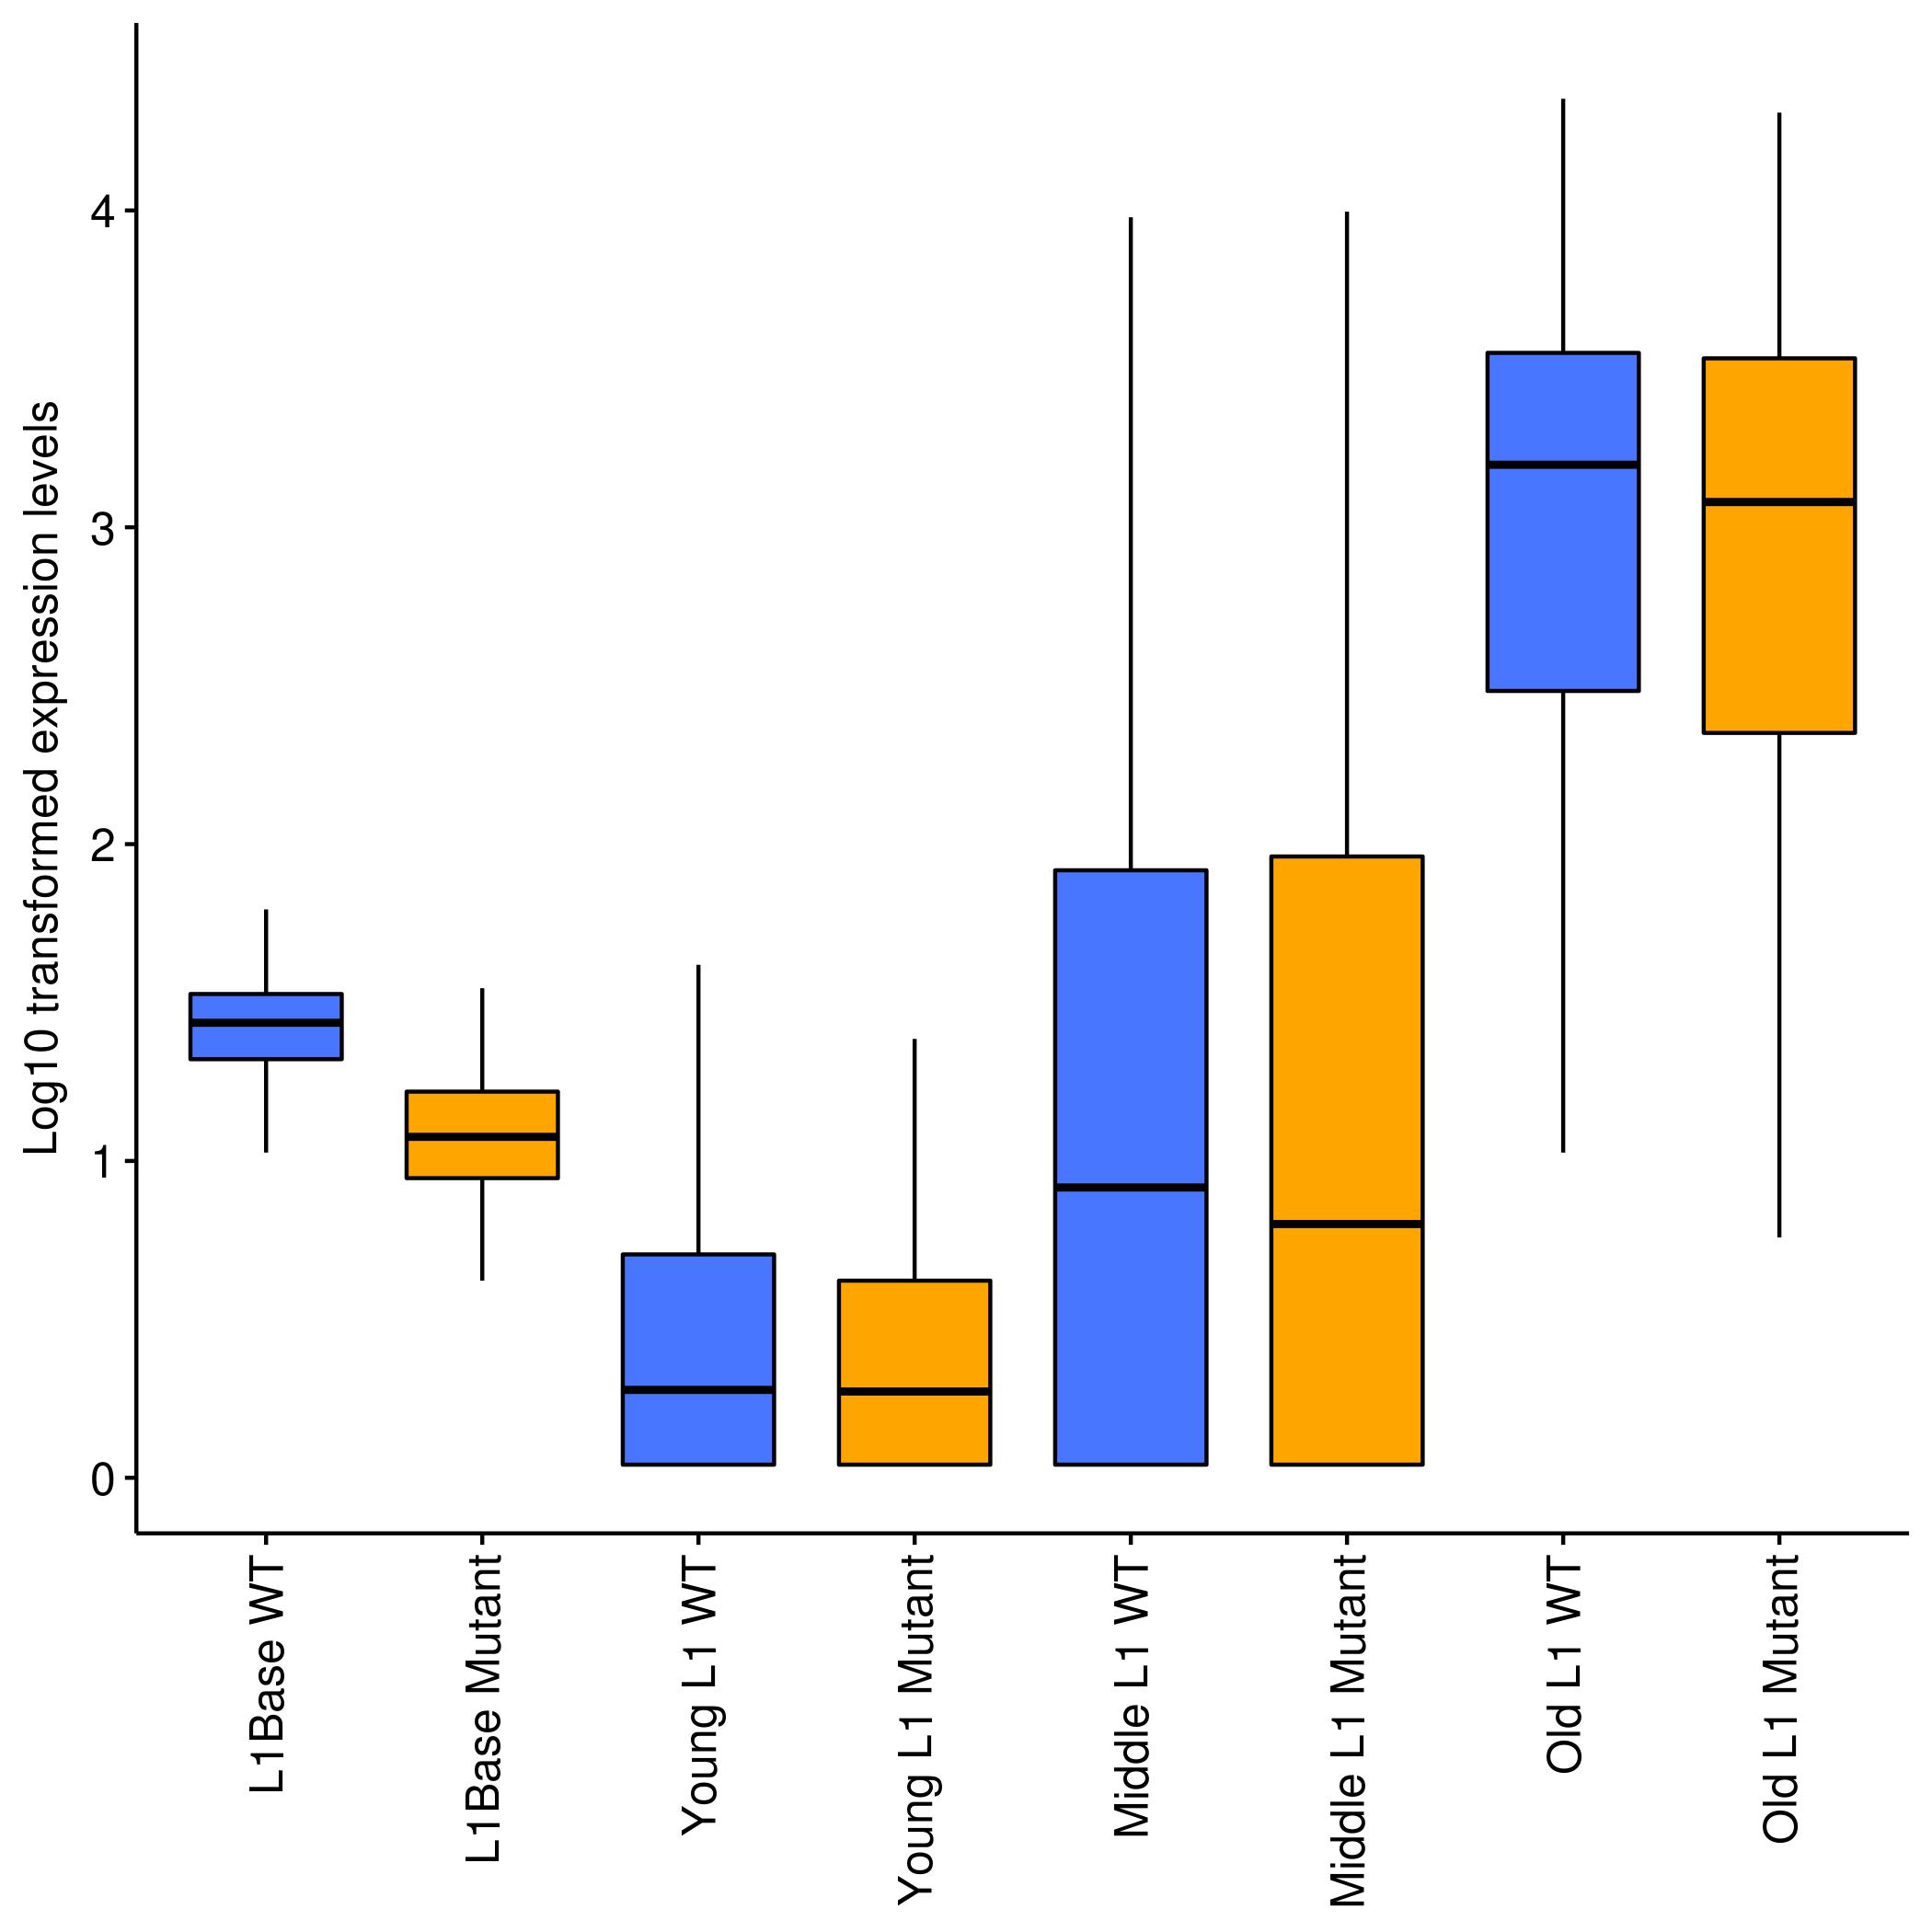 Log10 transformed expression levels
4
3
2
1
0
L1Base WT
L1Base Mutant
Young L1 WT
Young L1 Mutant
Middle L1 WT
Middle L1 Mutant
Old L1 WT
Old L1 Mutant